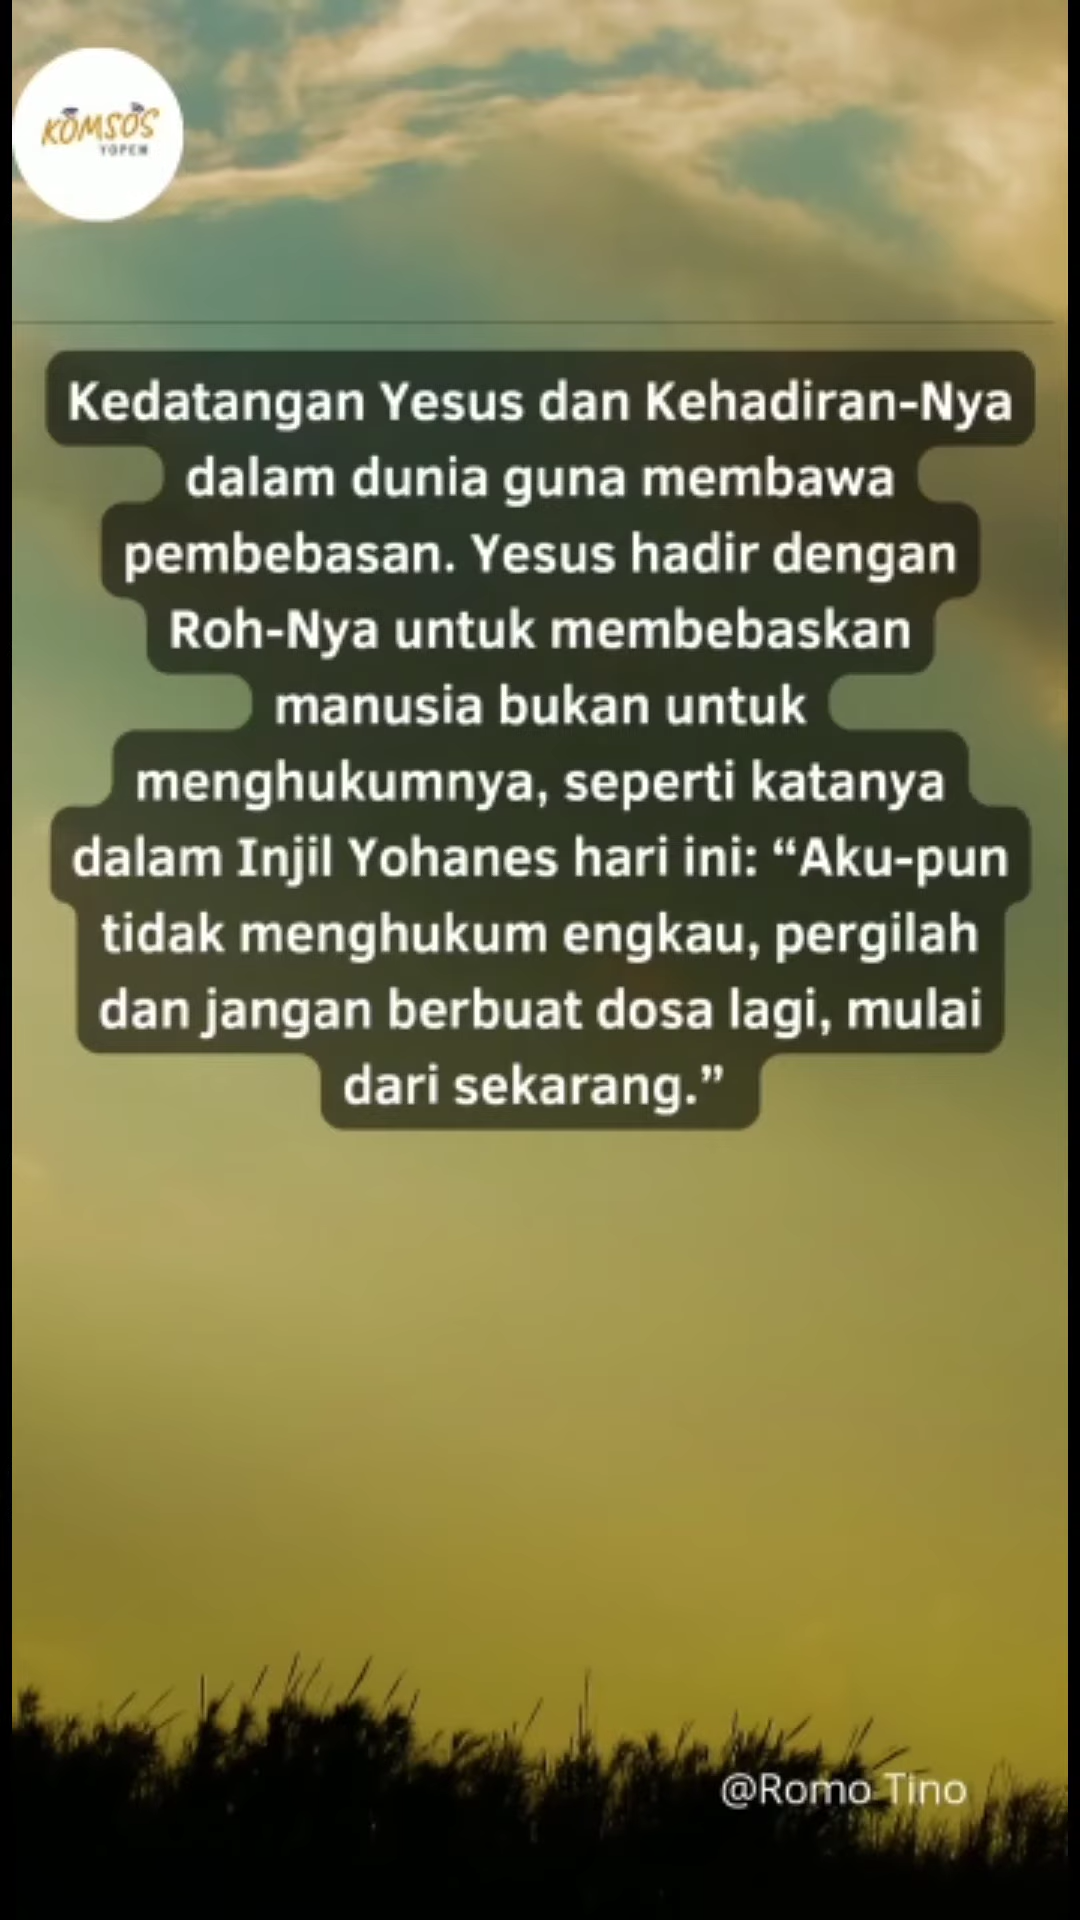 KOMSOS
YOPEM
Kedatangan Yesus dan Kehadiran-Nya
dalam dunia guna membawa
pembebasan. Yesus hadir dengan
Roh-Nya untuk membebaskan
manusia bukan untuk
menghukumnya, seperti katanya
dalam Injil Yohanes hari ini: “Aku-pun
tidak menghukum engkau, pergilah
dan jangan berbuat dosa lagi, mulai
dari sekarang.”
@Romo Tino